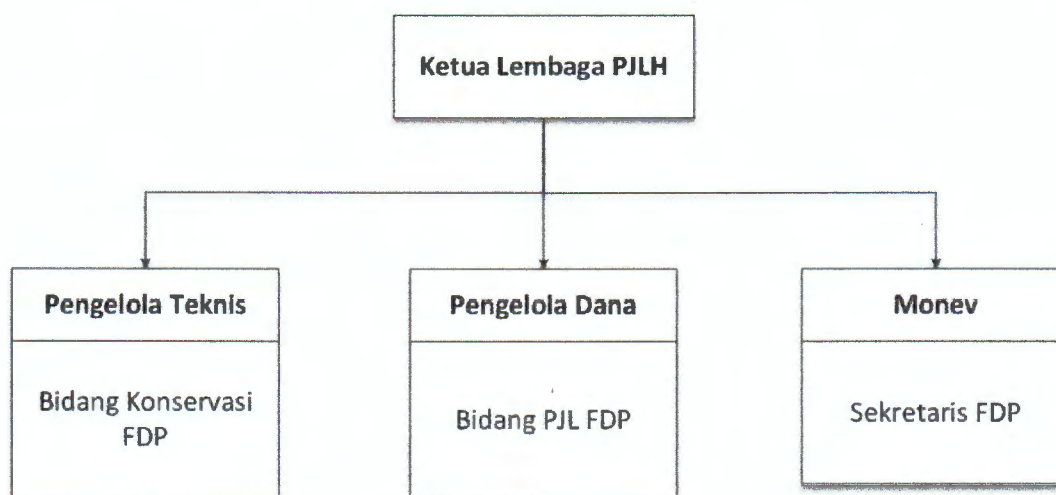 Ketua Lembaga PJLH
Pengelola Teknis
Bidang Konservasi
FDP
Pengelola Dana
Bidang PJL FDP
Monev
Sekretaris FDP